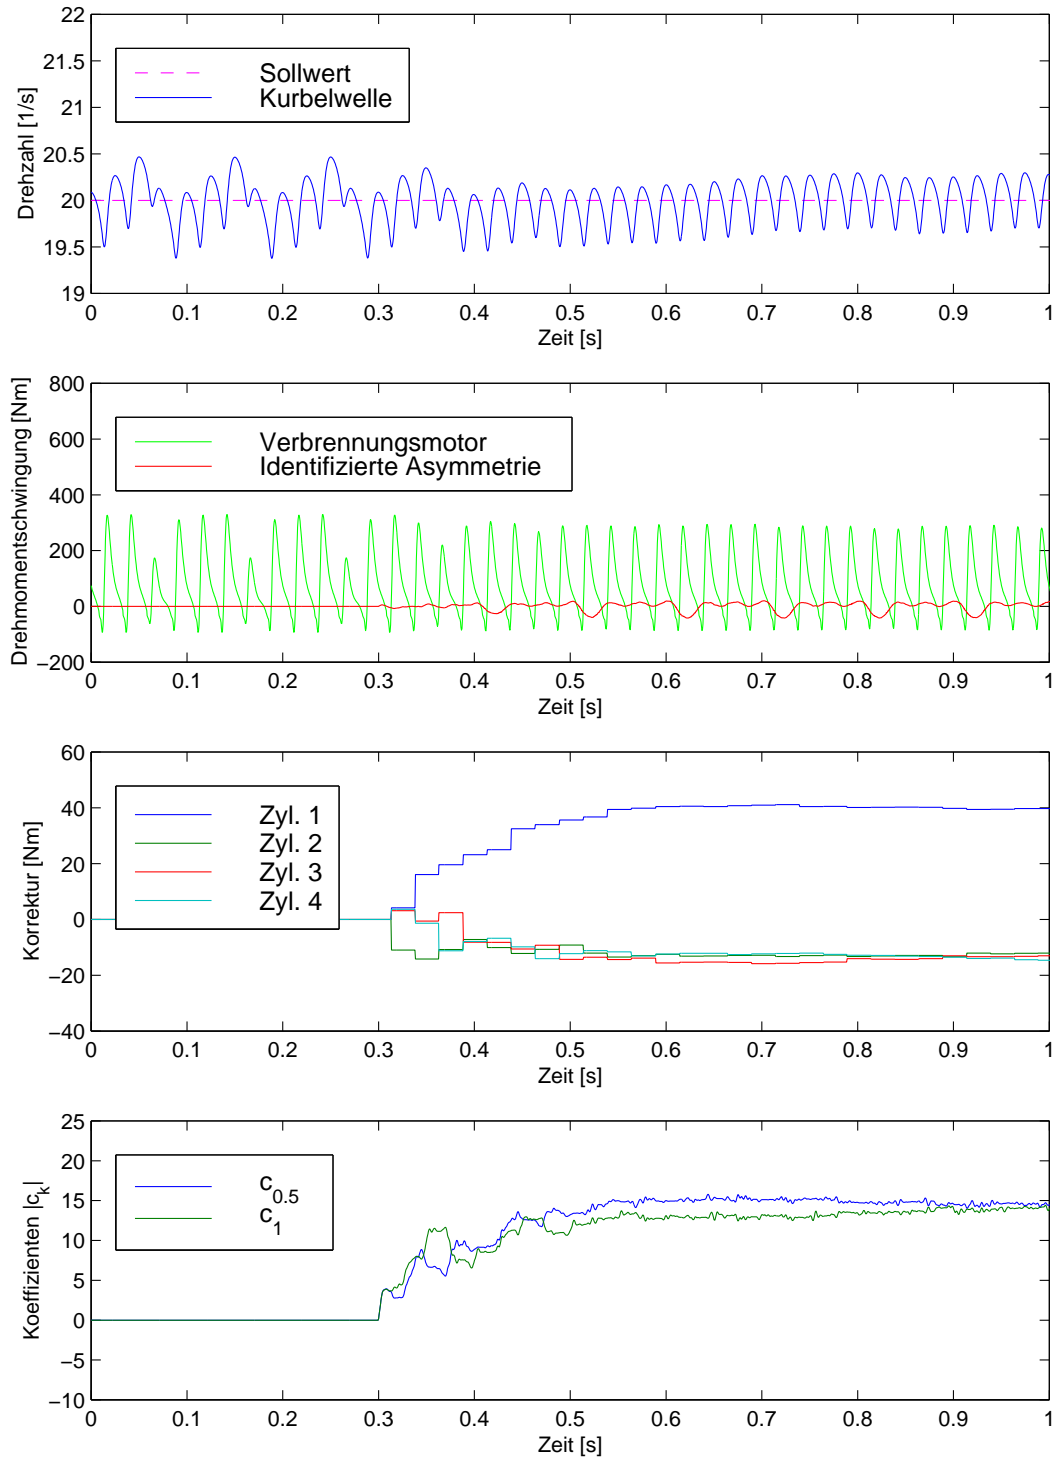 22
21.5
21
20.5
20
19.5
19
Drehzahl [1/s]
Sollwert
Kurbelwelle
0 0.1 0.2 0.3 0.4 0.5 0.6 0.7 0.8 0.9 1
Zeit [s]
800
600
400
200
0
−200
Drehmomentschwingung [Nm]
Verbrennungsmotor
Identifizierte Asymmetrie
0 0.1 0.2 0.3 0.4 0.5 0.6 0.7 0.8 0.9 1
Zeit [s]
60
40
20
0
−20
−40
Korrektur [Nm]
Zyl. 1
Zyl. 2
Zyl. 3
Zyl. 4
0 0.1 0.2 0.3 0.4 0.5 0.6 0.7 0.8 0.9 1
Zeit [s]
25
20
15
10
5
0
−5
−10
Koeffizienten |c_k|
c_0.5
c_1
0 0.1 0.2 0.3 0.4 0.5 0.6 0.7 0.8 0.9 1
Zeit [s]